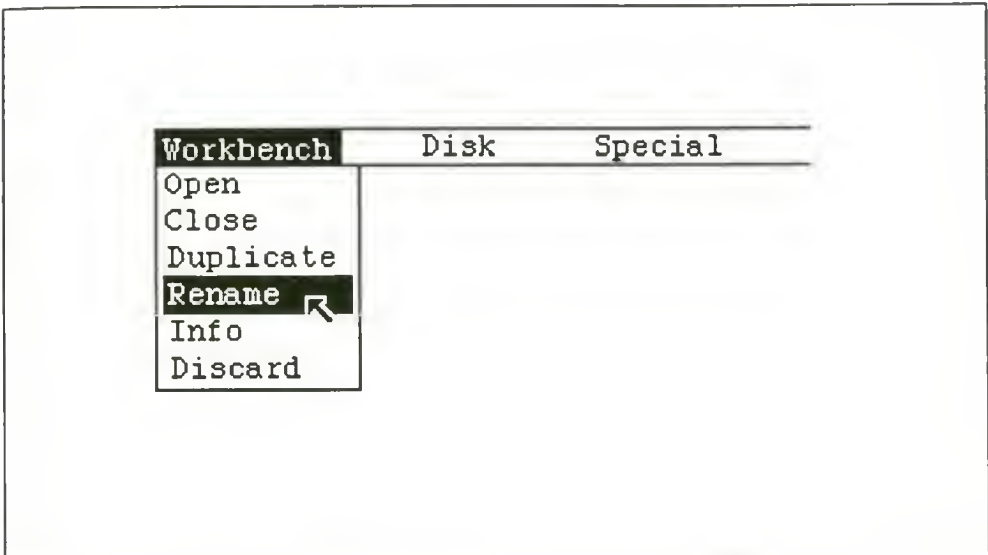 Workbench Disk Special
Open
Close
Duplicate
Rename
Info
Discard